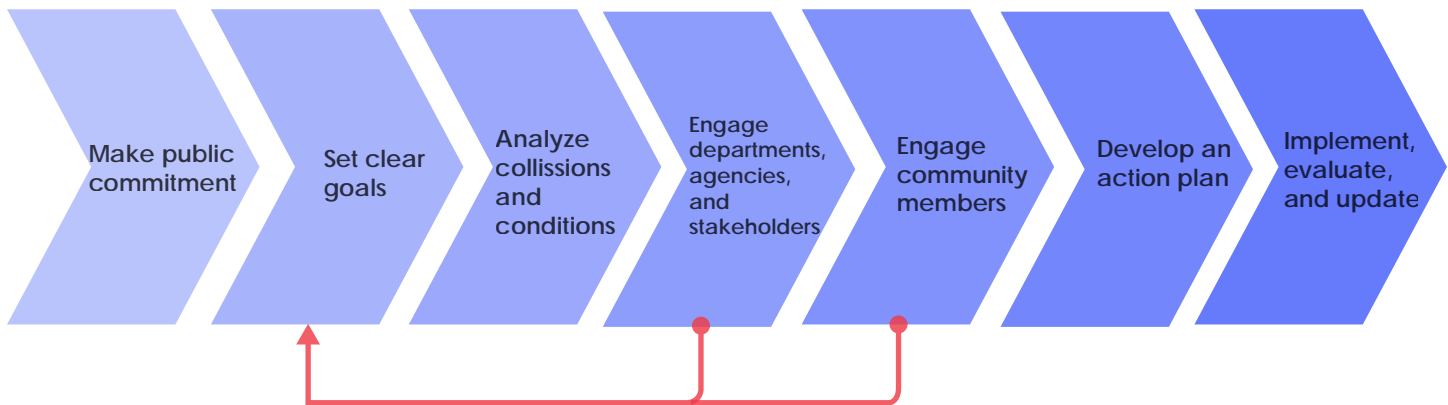 Make public
commitment
Set clear
goals
Analyze
collissions
and
conditions
Engage
departments,
agencies,
and
stakeholders
Engage
community
members
Develop an
action plan
Implement,
evaluate,
and update